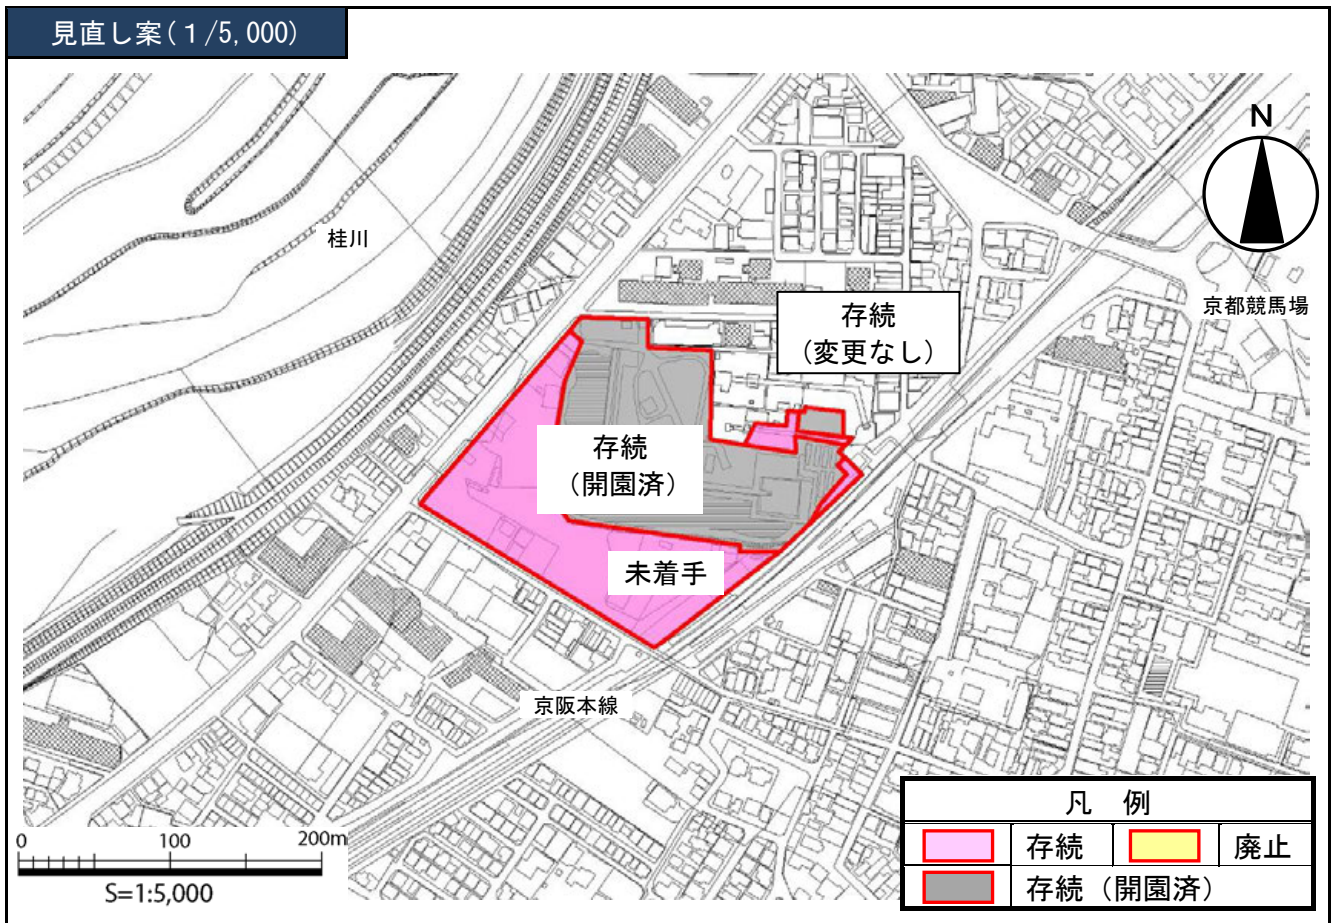 見直し案(１/5,000)
N
桂川
京都競馬場
存続
（変更なし）
存続
（開園済）
未着手
京阪本線
0 100 200m
S=1:5,000
凡 例
存続 廃止
存続（開園済）